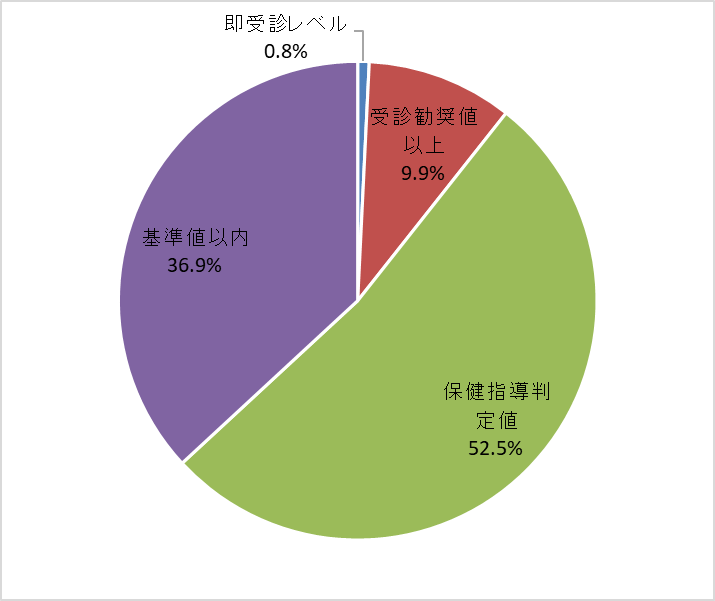 即受診レベル
0.8%
受診勧奨値
以上
9.9%
基準値以内
36.9%
保健指導判
定値
52.5%